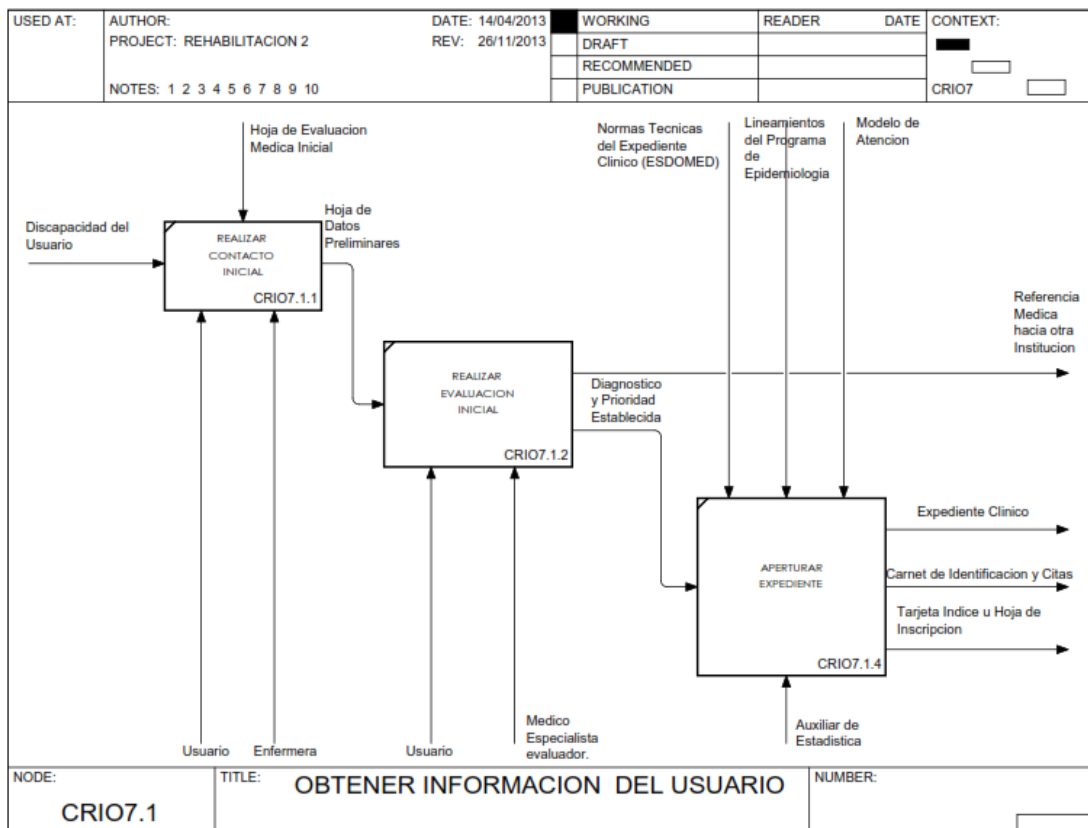 USED AT:
AUTHOR:
DATE: 14/04/2013
WORKING
READER
DATE
CONTEXT:
PROJECT: REHABILITACION 2
REV: 26/11/2013
DRAFT
RECOMMENDED
NOTES: 1 2 3 4 5 6 7 8 9 10
PUBLICATION
CRIO7
Hoja de Evaluacion
Medica Inicial
Normas Tecnicas
del Expediente
Clinico (ESDOMED)
Lineamientos
del Programa
de
Epidemiologia
Modelo de
Atencion
Discapacidad del
Usuario
REALIZAR
CONTACTO
INICIAL
CRIO7.1.1
Hoja de
Datos
Preliminares
Referencia
Medica
hacia otra
Institucion
REALIZAR
EVALUACION
INICIAL
CRIO7.1.2
Diagnostico
y Prioridad
Establecida
APERTURAR
EXPEDIENTE
CRIO7.1.4
Expediente Clinico
Carnet de Identificacion y Citas
Tarjeta Indice u Hoja de
Inscripcion
Usuario
Enfermera
Usuario
Medico
Especialista
evaluador.
Auxiliar de
Estadistica
NODE:
CRIO7.1
TITLE:
OBTENER INFORMACION DEL USUARIO
NUMBER: